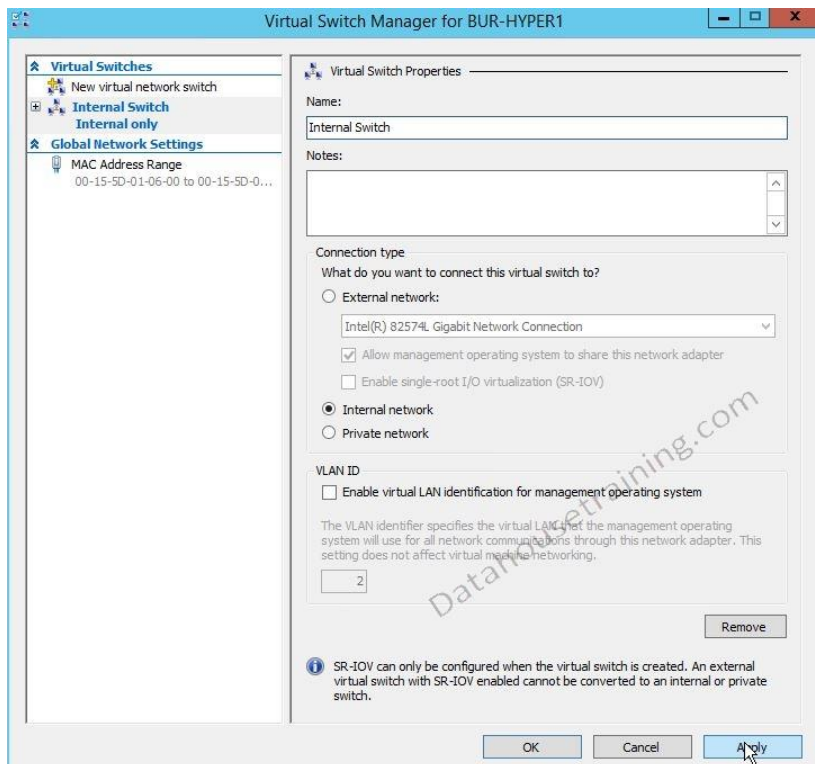 Virtual Switch Manager for BUR-HYPER1
Virtual Switches
New virtual network switch
Internal Switch
Internal only
Global Network Settings
MAC Address Range
00-15-5D-01-06-00 to 00-15-5D-0...
Virtual Switch Properties
Name:
Internal Switch
Notes:
Connection type
What do you want to connect this virtual switch to?
External network:
Intel(R) 82574L Gigabit Network Connection
Allow management operating system to share this network adapter
Enable single-root I/O virtualization (SR-IOV)
Internal network
Private network
VLAN ID
Enable virtual LAN identification for management operating system
The VLAN identifier specifies the virtual LAN that the management operating
system will use for all network communications through this network adapter. This
setting does not affect virtual machine networking.
2
Remove
SR-IOV can only be configured when the virtual switch is created. An external
virtual switch with SR-IOV enabled cannot be converted to an internal or private
switch.
OK
Cancel
Apply
Datahousetraining.com